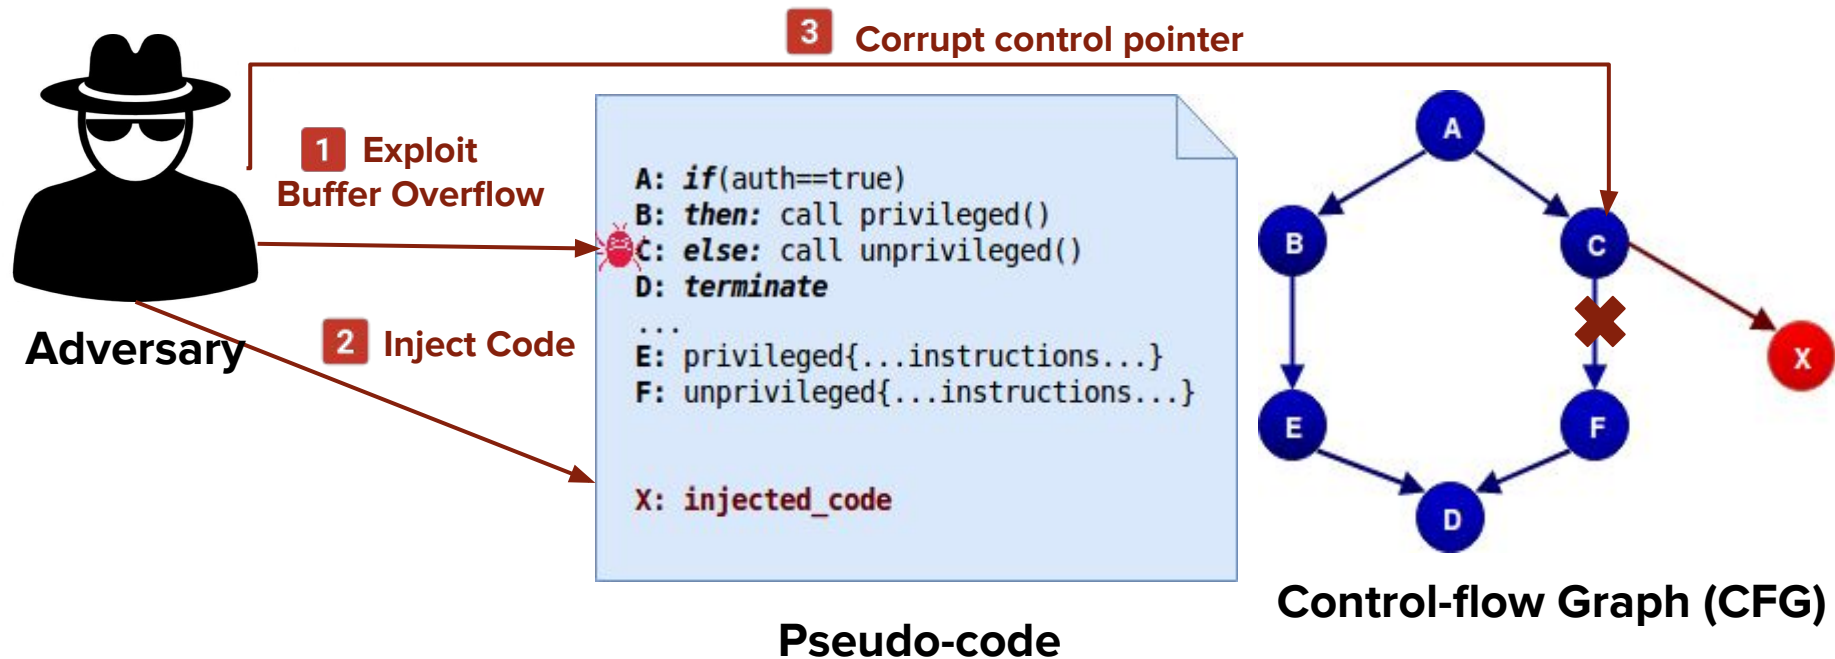 3 Corrupt control pointer
1 Exploit
Buffer Overflow
2 Inject Code
Adversary
A: if(auth==true)
B: then: call privileged()
C: else: call unprivileged()
D: terminate
...
E: privileged{...instructions...}
F: unprivileged{...instructions...}
X: injected_code
Pseudo-code
A
B
C
X
E
F
D
Control-flow Graph (CFG)